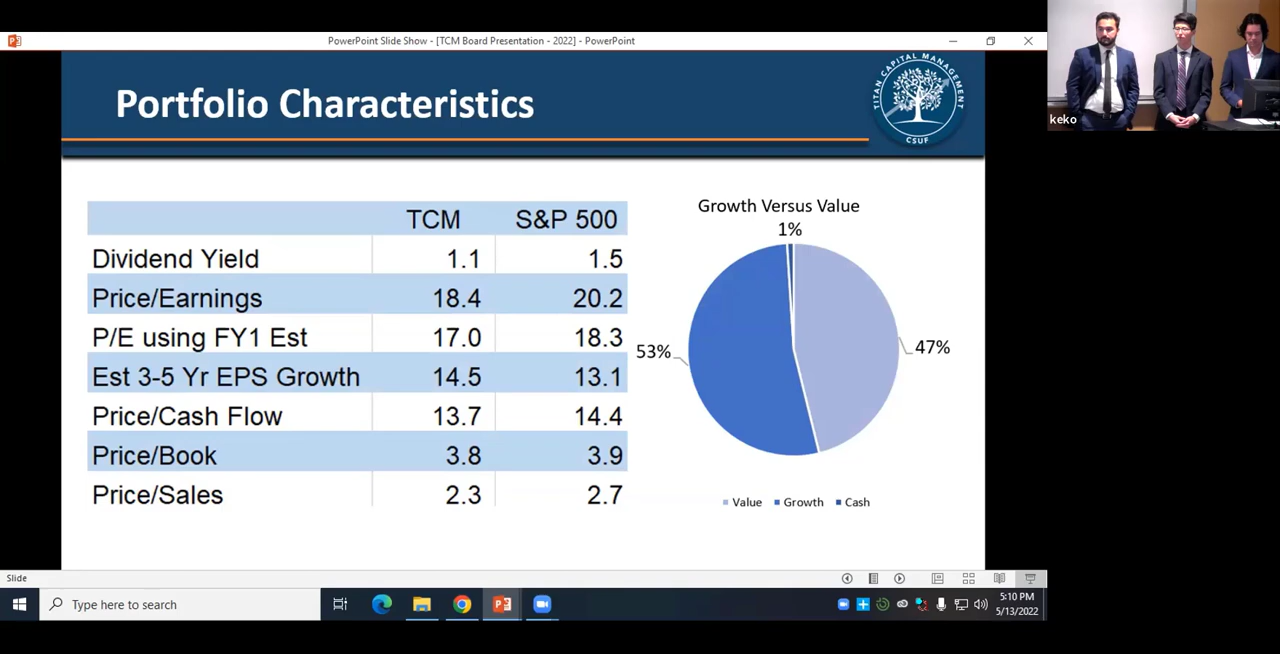 PowerPoint Slide Show - [TCM Board Presentation - 2022] - PowerPoint
Portfolio Characteristics
TITAN CAPITAL MANAGEMENT
CSUF
keko
TCM S&P 500
Dividend Yield 1.1 1.5
Price/Earnings 18.4 20.2
P/E using FY1 Est 17.0 18.3
Est 3-5 Yr EPS Growth 14.5 13.1
Price/Cash Flow 13.7 14.4
Price/Book 3.8 3.9
Price/Sales 2.3 2.7
Growth Versus Value
1%
53%
47%
Value Growth Cash
Slide
Type here to search
5:10 PM
5/13/2022